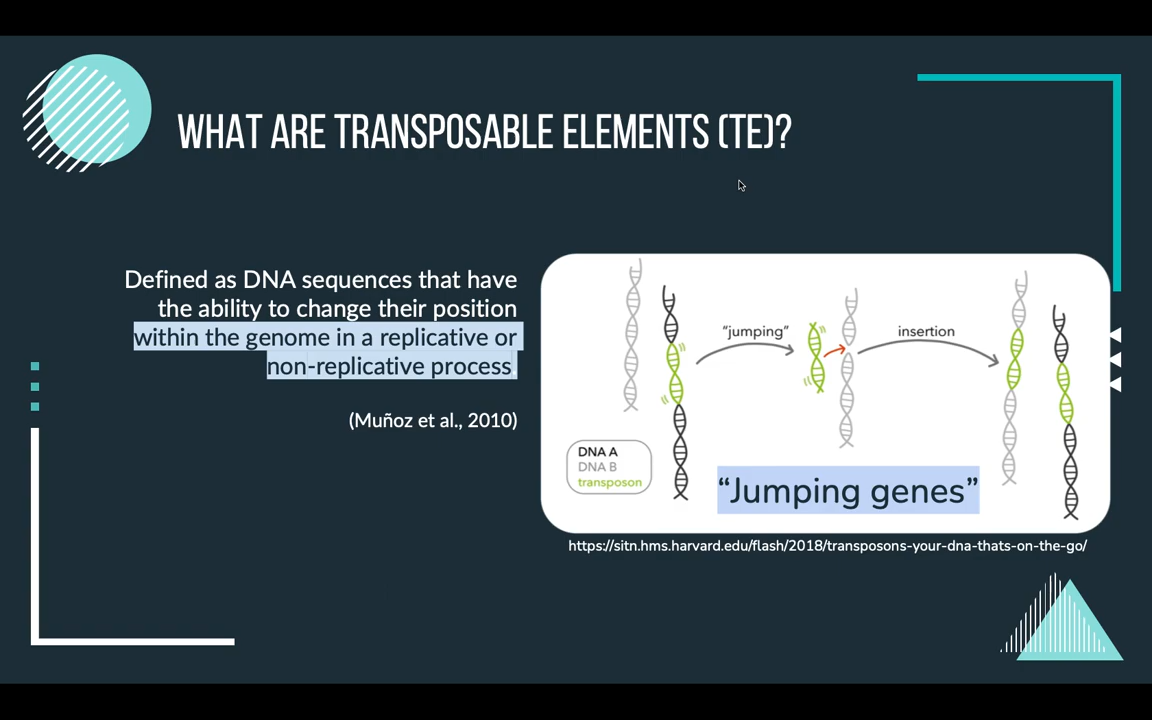 WHAT ARE TRANSPOSABLE ELEMENTS (TE)?
Defined as DNA sequences that have
the ability to change their position
within the genome in a replicative or
non-replicative process.
(Muñoz et al., 2010)
“jumping”
insertion
DNA A
DNA B
transposon
“Jumping genes”
https://sitn.hms.harvard.edu/flash/2018/transposons-your-dna-thats-on-the-go/